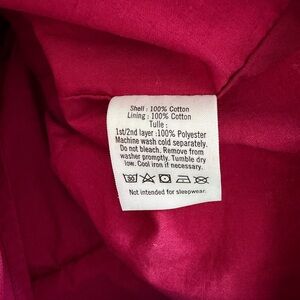 Shell : 100% Cotton
Lining : 100% Cotton
Tulle :
1st/2nd layer :100% Polyester
Machine wash cold separately.
Do not bleach. Remove from
washer promptly. Tumble dry
low. Cool iron if necessary.
Not intended for sleepwear.